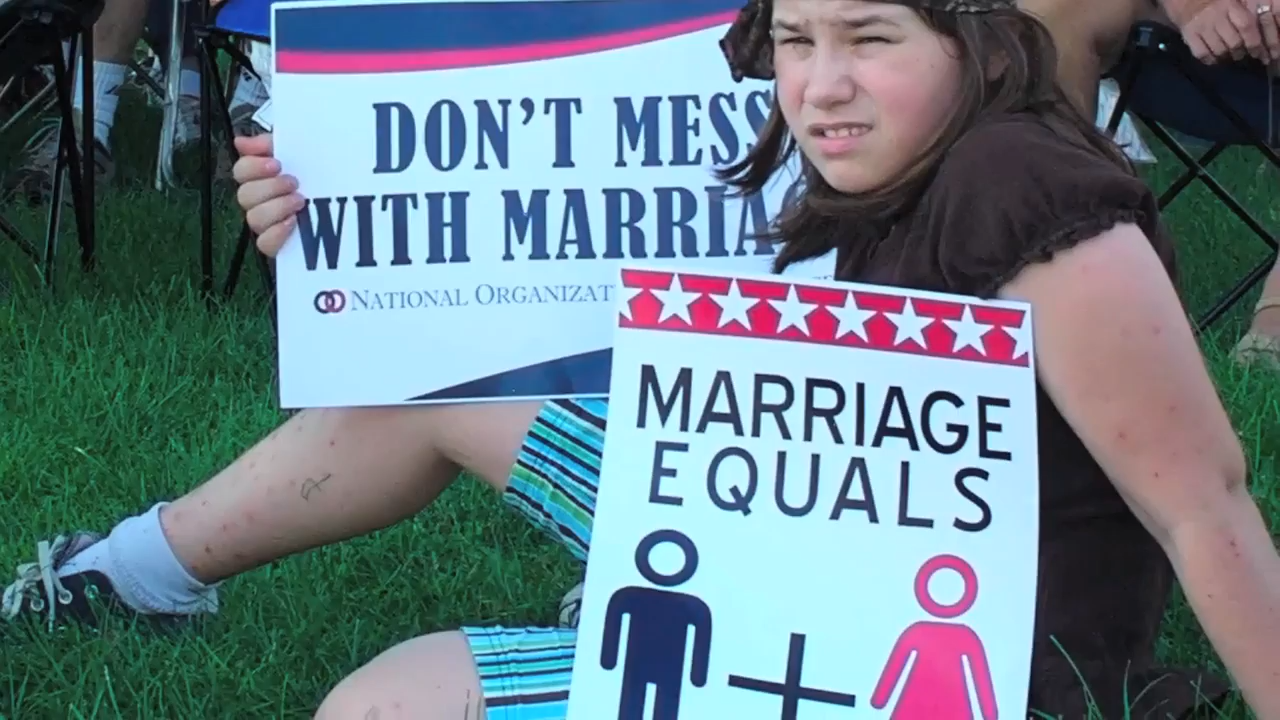 DON'T MESS
WITH MARRIA
NATIONAL ORGANIZAT
MARRIAGE
EQUALS
+